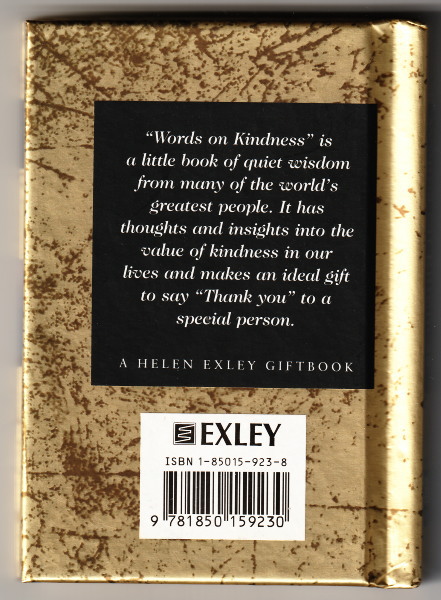 “Words on Kindness” is
a little book of quiet wisdom
from many of the world’s
greatest people. It has
thoughts and insights into the
value of kindness in our
lives and makes an ideal gift
to say “Thank you” to a
special person.
A HELEN EXLEY GIFTBOOK
EXLEY
ISBN 1-85015-923-8
9 781850 159230